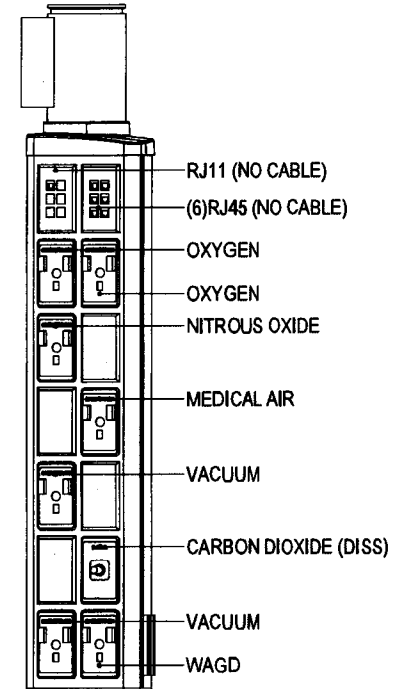 RJ11 (NO CABLE)
(6)RJ45 (NO CABLE)
OXYGEN
OXYGEN
NITROUS OXIDE
MEDICAL AIR
VACUUM
CARBON DIOXIDE (DISS)
VACUUM
WAGD